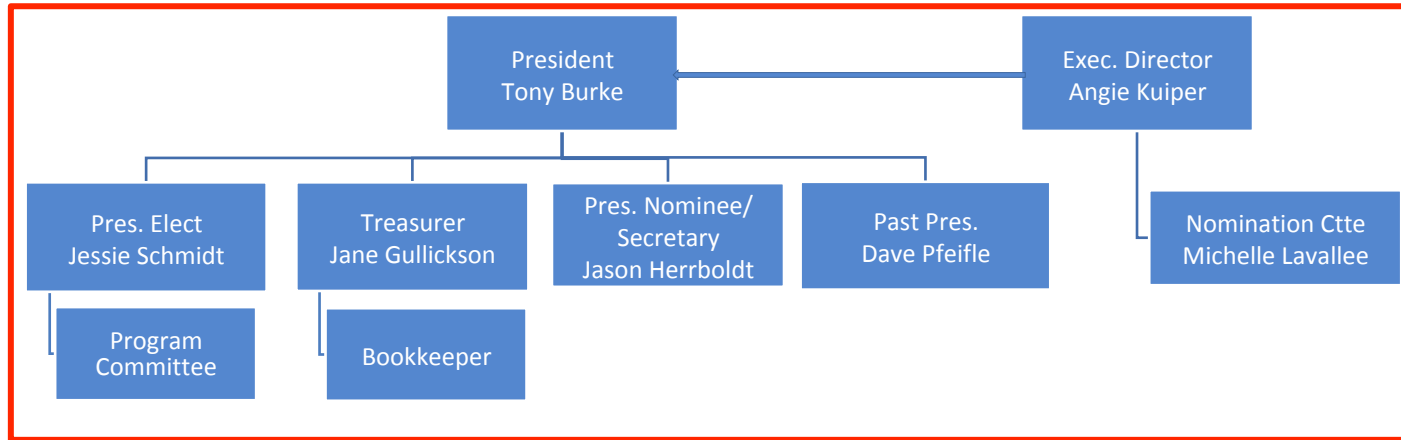 President
Tony Burke
Exec. Director
Angie Kuiper
Pres. Elect
Jessie Schmidt
Treasurer
Jane Gullickson
Pres. Nominee/
Secretary
Jason Herrboldt
Past Pres.
Dave Pfeifle
Nomination Ctte
Michelle Lavallee
Program
Committee
Bookkeeper